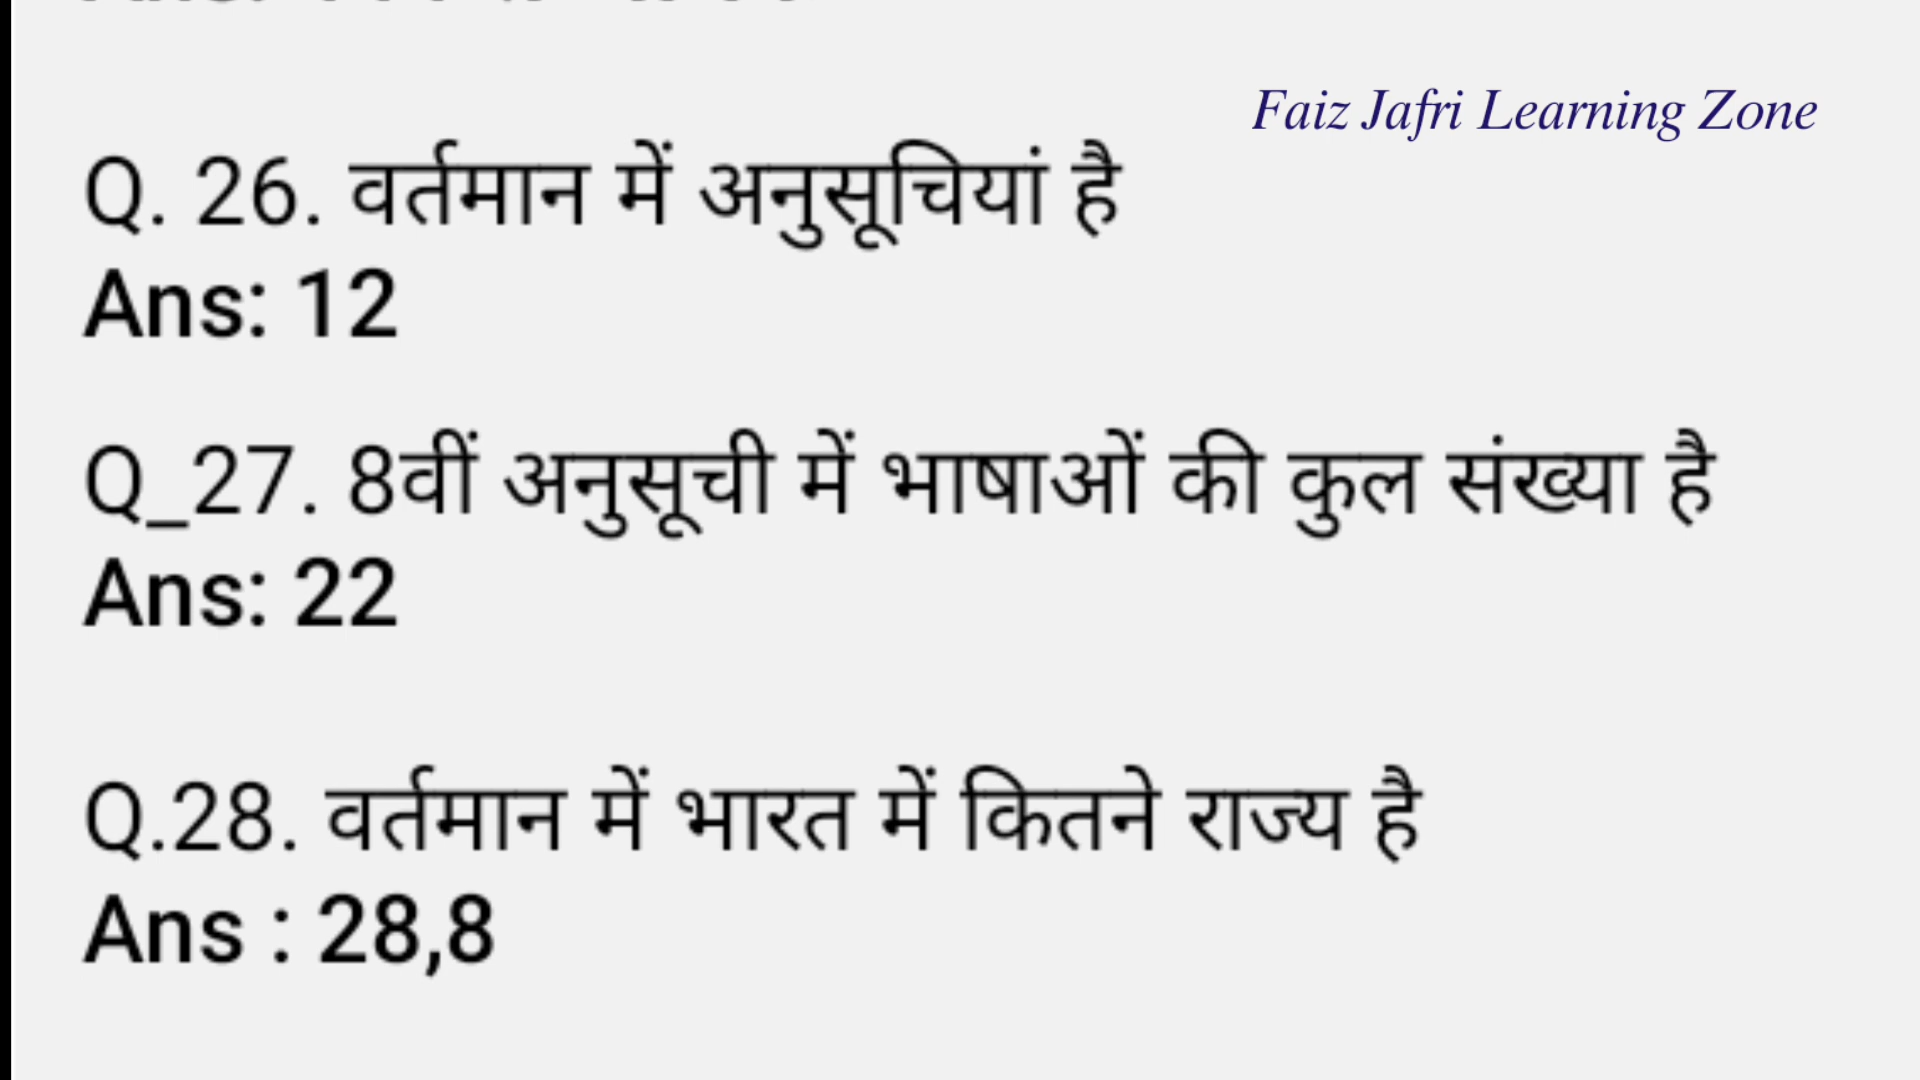 Faiz Jafri Learning Zone
Q. 26. वर्तमान में अनुसूचियां है
Ans: 12
Q_27. 8वीं अनुसूची में भाषाओं की कुल संख्या है
Ans: 22
Q.28. वर्तमान में भारत में कितने राज्य है
Ans : 28,8